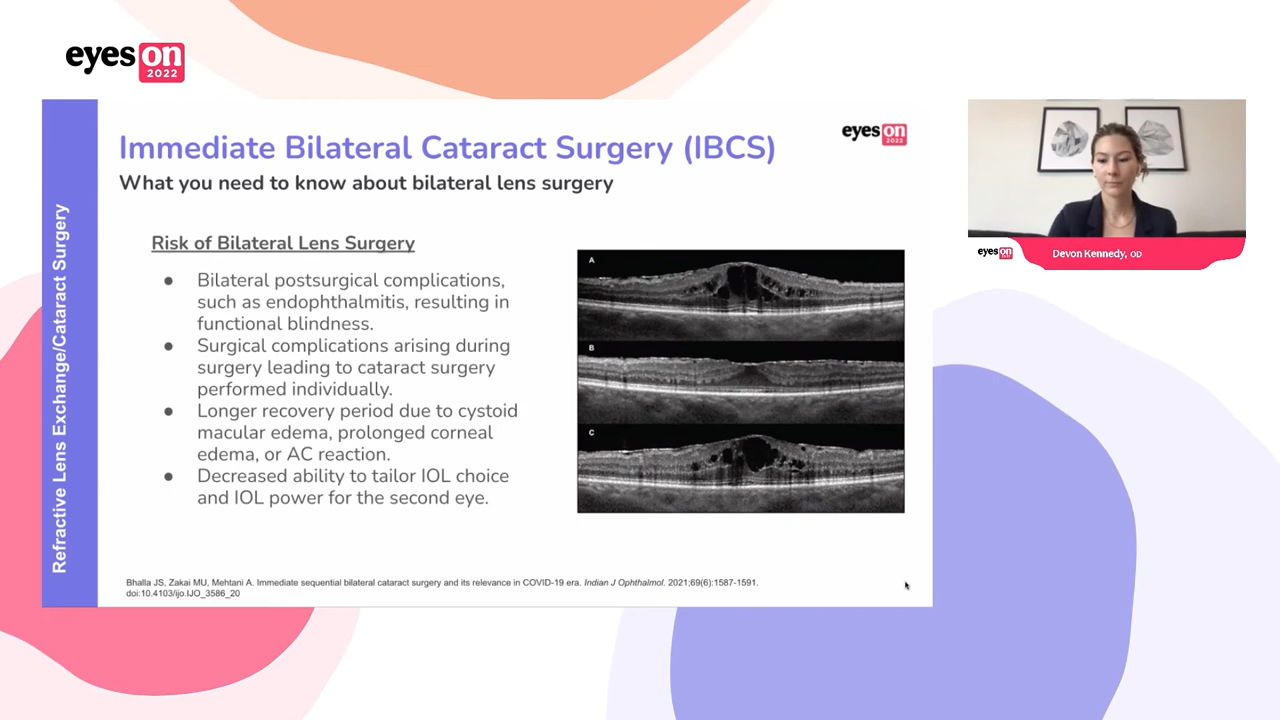 eyes on
2022
Immediate Bilateral Cataract Surgery (IBCS)
eyes on
2022
What you need to know about bilateral lens surgery
Refractive Lens Exchange/Cataract Surgery
Risk of Bilateral Lens Surgery
● Bilateral postsurgical complications,
such as endophthalmitis, resulting in
functional blindness.
● Surgical complications arising during
surgery leading to cataract surgery
performed individually.
● Longer recovery period due to cystoid
macular edema, prolonged corneal
edema, or AC reaction.
● Decreased ability to tailor IOL choice
and IOL power for the second eye.
A
B
C
Bhalla JS, Zakai MU, Mehtani A. Immediate sequential bilateral cataract surgery and its relevance in COVID-19 era. Indian J Ophthalmol. 2021;69(6):1587-1591.
doi:10.4103/ijo.IJO_3586_20
eyes on
2022
Devon Kennedy, OD